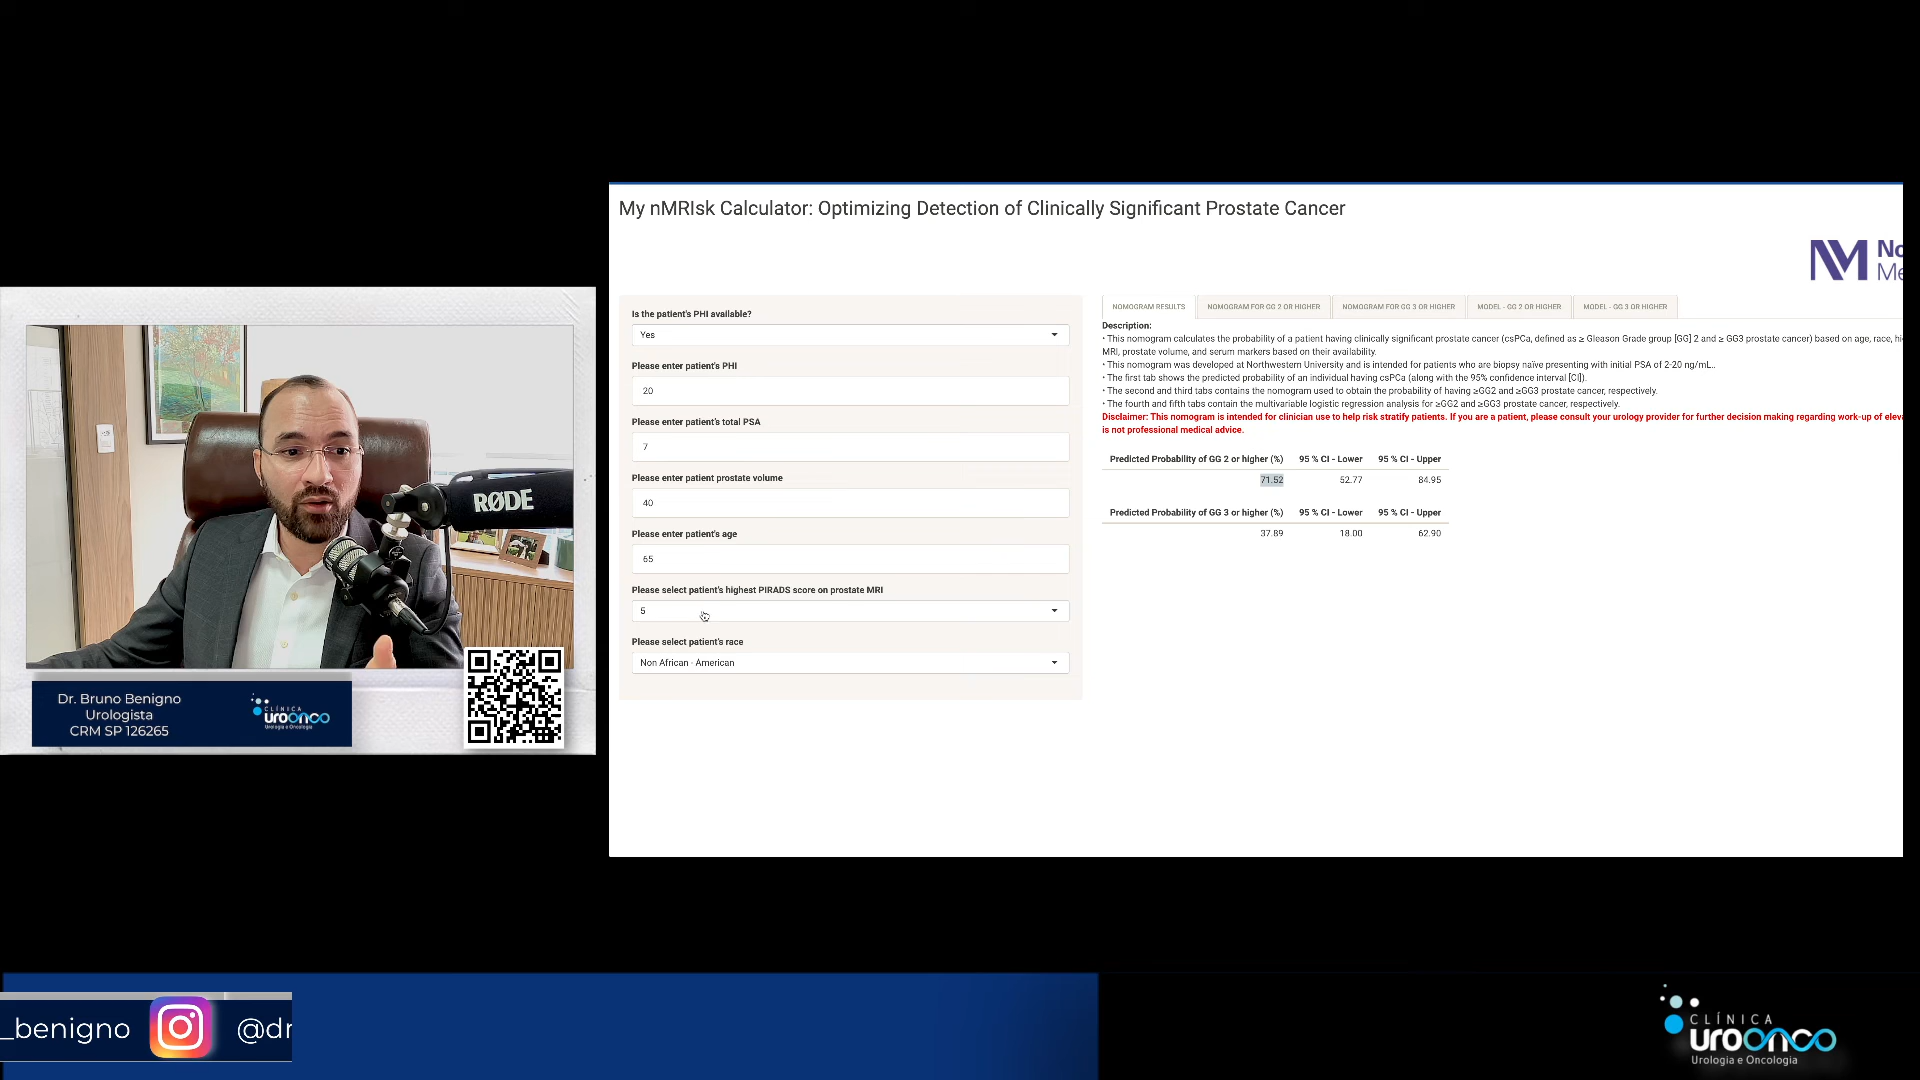 My nMRIsk Calculator: Optimizing Detection of Clinically Significant Prostate Cancer
NM
Is the patient's PHI available?
Yes
Please enter patient's PHI
20
Please enter patient's total PSA
7
Please enter patient prostate volume
40
Please enter patient's age
65
Please select patient's highest PIRADS score on prostate MRI
5
Please select patient's race
Non African - American
NOMOGRAM RESULTS NOMOGRAM FOR GG 2 OR HIGHER NOMOGRAM FOR GG 3 OR HIGHER MODEL - GG 2 OR HIGHER MODEL - GG 3 OR HIGHER
Description:
• This nomogram calculates the probability of a patient having clinically significant prostate cancer (csPCa, defined as ≥ Gleason Grade group [GG] 2 and ≥ GG3 prostate cancer) based on age, race,
MRI, prostate volume, and serum markers based on their availability.
• This nomogram was developed at Northwestern University and is intended for patients who are biopsy naïve presenting with initial PSA of 2-20 ng/mL..
• The first tab shows the predicted probability of an individual having csPCa (along with the 95% confidence interval [CI]).
• The second and third tabs contains the nomogram used to obtain the probability of having ≥GG2 and ≥GG3 prostate cancer, respectively.
• The fourth and fifth tabs contain the multivariable logistic regression analysis for ≥GG2 and ≥GG3 prostate cancer, respectively.
Disclaimer: This nomogram is intended for clinician use to help risk stratify patients. If you are a patient, please consult your urology provider for further decision making regarding work-up of
is not professional medical advice.
Predicted Probability of GG 2 or higher (%) 95 % CI - Lower 95 % CI - Upper
71.52 52.77 84.95
Predicted Probability of GG 3 or higher (%) 95 % CI - Lower 95 % CI - Upper
37.89 18.00 62.90
RØDE
Dr. Bruno Benigno
Urologista
CRM SP 126265
CLÍNICA
uroonco
Urologia e Oncologia
_benigno @dr
CLÍNICA
uroonco
Urologia e Oncologia